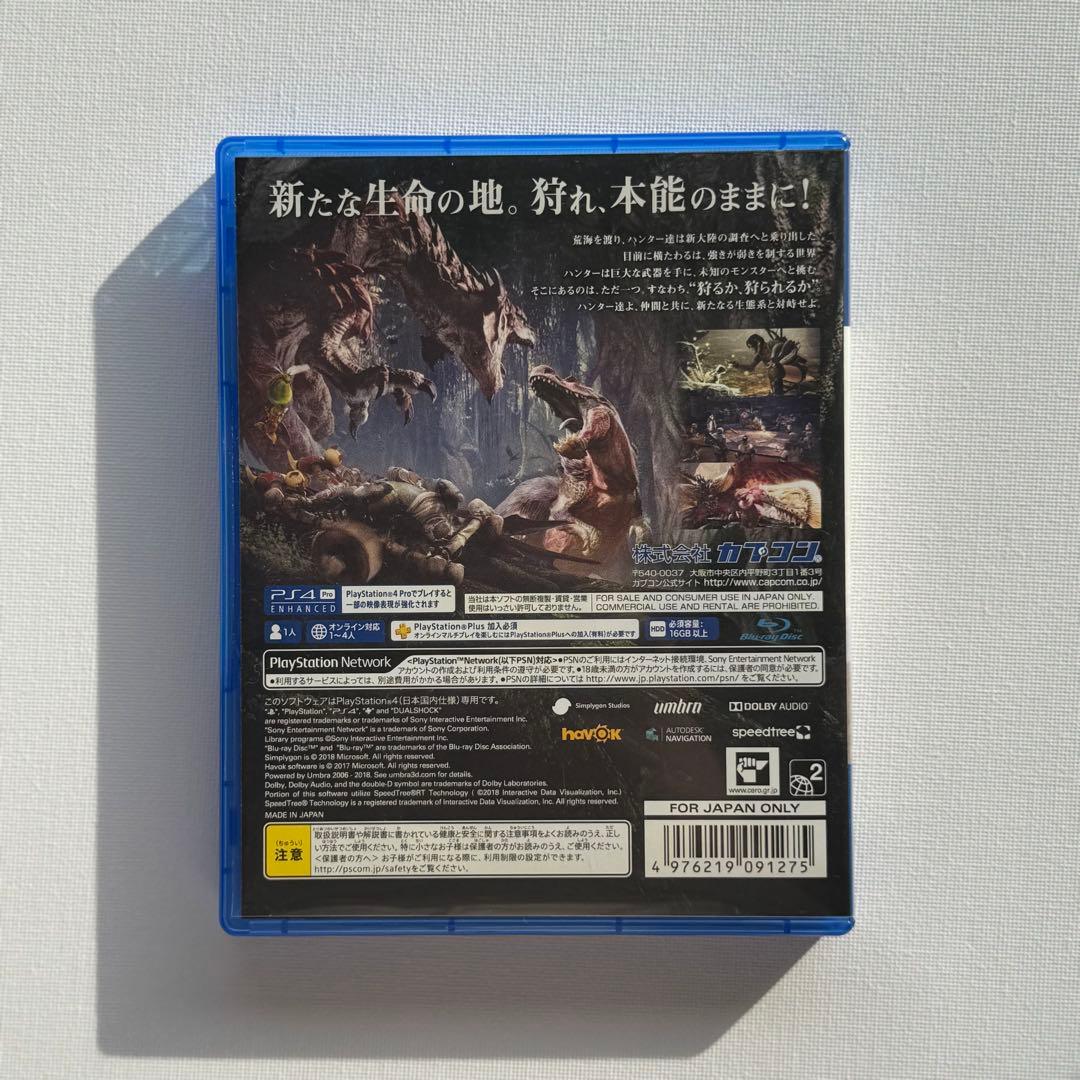 新たな生命の地。狩れ、本能のままに！
荒海を渡り、ハンター達は新大陸の調査へと乗り出した
目前に横たわるは、強きが弱きを制する世界
ハンターは巨大な武器を手に、未知のモンスターへと挑む
そこにあるのは、ただ一つ、すなわち、“狩るか、狩られるか”
ハンター達よ、仲間と共に、新たなる生態系と対峙せよ。
株式会社 カプコン®
〒540-0037 大阪市中央区内平野町3丁目1番3号
カプコン公式サイト http://www.capcom.co.jp/
PS4 Pro
ENHANCED
PlayStation®4 Proでプレイすると
一部の映像表現が強化されます
当社は本ソフトの無断複製・賃貸・営業
使用はいっさい許可しておりません。
FOR SALE AND CONSUMER USE IN JAPAN ONLY.
COMMERCIAL USE AND RENTAL ARE PROHIBITED.
1人
オンライン対応
1～4人
PlayStation®Plus 加入必須
オンラインマルチプレイを楽しむにはPlayStation®Plusへの加入(有料)が必要です
HDD
必須容量：
16GB 以上
Blu-ray Disc
PlayStation Network
<PlayStation™Network(以下PSN)対応>●PSNのご利用にはインターネット接続環境、Sony Entertainment Network
アカウントの作成および利用条件の遵守が必要です。●18歳未満の方がアカウントを作成するには、保護者の同意が必要です。
●利用するサービスによっては、別途費用がかかる場合があります。●PSNの詳細については http://www.jp.playstation.com/psn/ をご覧ください。
このソフトウェアはPlayStation®4(日本国内仕様)専用です。
", "PlayStation", "PS4", " and "DUALSHOCK"
are registered trademarks or trademarks of Sony Interactive Entertainment Inc.
"Sony Entertainment Network" is a trademark of Sony Corporation.
Library programs ©Sony Interactive Entertainment Inc.
"Blu-ray Disc™" and "Blu-ray™" are trademarks of the Blu-ray Disc Association.
Simplygon is © 2018 Microsoft. All rights reserved.
Havok software is © 2017 Microsoft. All rights reserved.
Powered by Umbra 2006 - 2018. See umbra3d.com for details.
Dolby, Dolby Audio, and the double-D symbol are trademarks of Dolby Laboratories.
Portion of this software utilize SpeedTree®RT Technology ( ©2018 Interactive Data Visualization, Inc.)
SpeedTree® Technology is a registered trademark of Interactive Data Visualization, Inc. All rights reserved.
MADE IN JAPAN
Simplygon Studios
umbra
DOLBY AUDIO™
havok
AUTODESK®
NAVIGATION
speedtree
www.cero.gr.jp
2
FOR JAPAN ONLY
4 976219 091275
(ちゅうい)
注意
取扱説明書や解説書に書かれている健康と安全に関する注意事項をよくお読みのうえ、正し
い方法でご使用ください。特に小さなお子様は保護者の方がお読みのうえ、ご使用ください。
<保護者の方へ> お子様がご利用になる際に、利用制限の設定ができます。
http://pscom.jp/safetyをご覧ください。